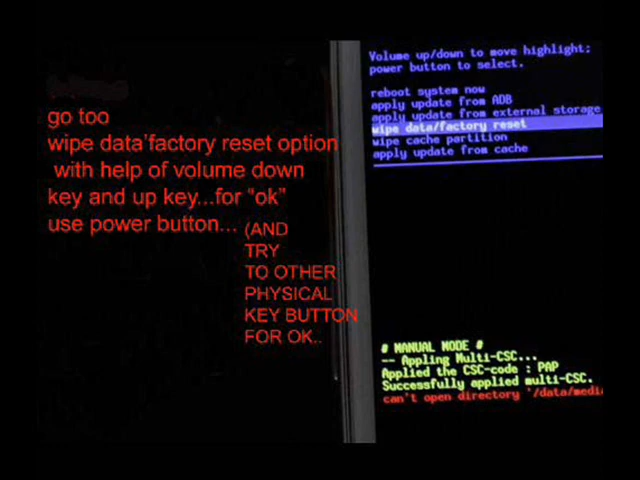 go too
wipe data'factory reset option
with help of volume down
key and up key...for "ok"
use power button...
(AND
TRY
TO OTHER
PHYSICAL
KEY BUTTON
FOR OK..
Volume up/down to move highlight;
power button to select.
reboot system now
apply update from ADB
apply update from external storage
wipe data/factory reset
wipe cache partition
apply update from cache
# MANUAL MODE #
-- Appling Multi-CSC...
Applied the CSC-code : PAP
Successfully applied multi-CSC.
can't open directory '/data/media